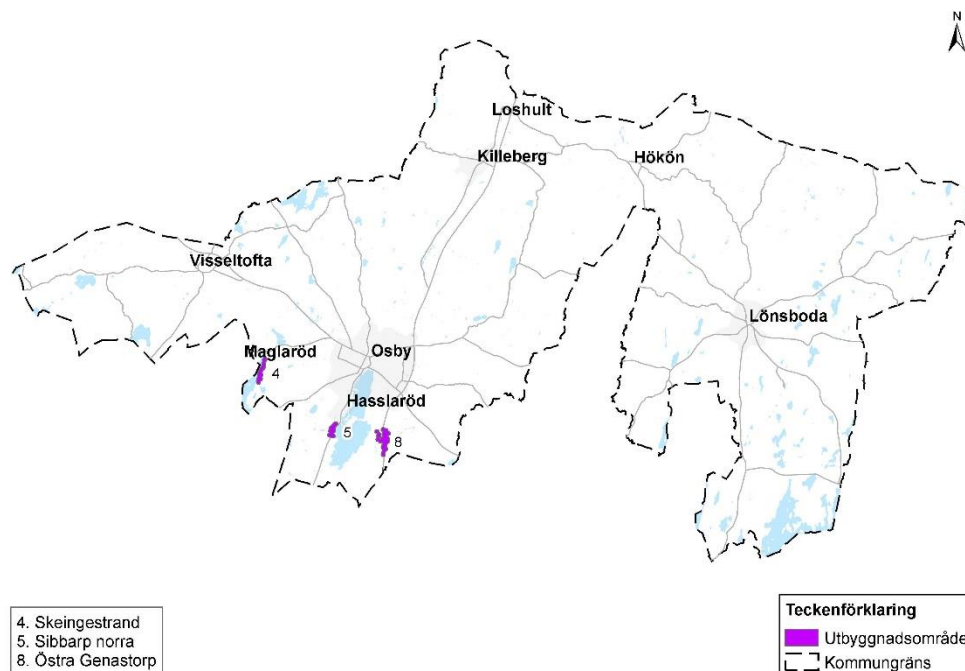 N
Loshult
Killeberg
Hökön
Visseltofta
Lönsboda
Maglaröd
Osby
4
Hasslaröd
5
8
4. Skeingestrand
5. Sibbarp norra
8. Östra Genastorp
Teckenförklaring
Utbyggnadsområde
Kommungräns